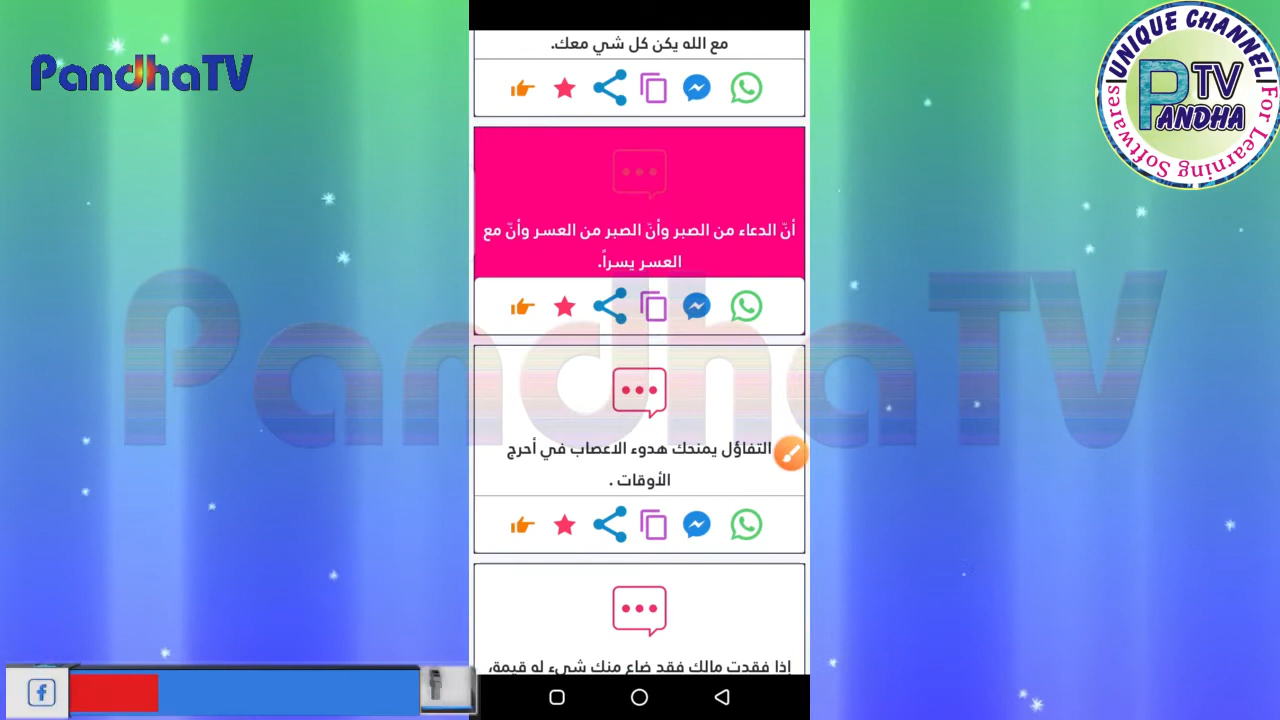 PandhaTV
UNIQUE CHANNEL
For Learning Softwares
PTV
PANDHA
مع الله يكن كل شي معك.
أنّ الدعاء من الصبر وأنّ الصبر من العسر وأنّ مع
العسر يسراً.
التفاؤل يمنحك هدوء الاعصاب في أحرج
الأوقات .
إذا فقدت مالك فقد ضاع منك شيء له قيمة،
PandhaTV